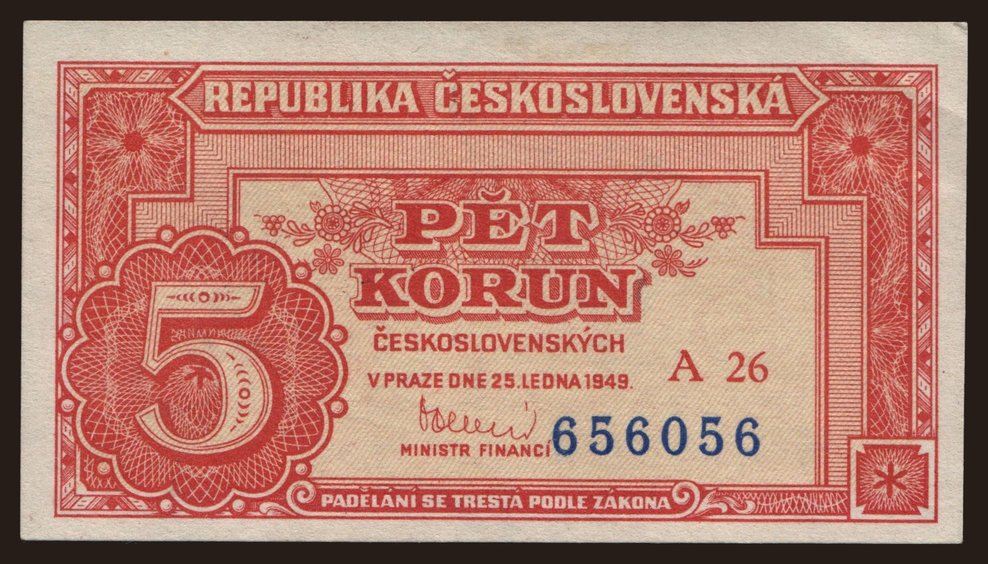 REPUBLIKA ČESKOSLOVENSKÁ
PĚT
KORUN
ČESKOSLOVENSKÝCH
V PRAZE DNE 25. LEDNA 1949.
A 26
MINISTR FINANCÍ
656056
5
PADĚLÁNÍ SE TRESTÁ PODLE ZÁKONA